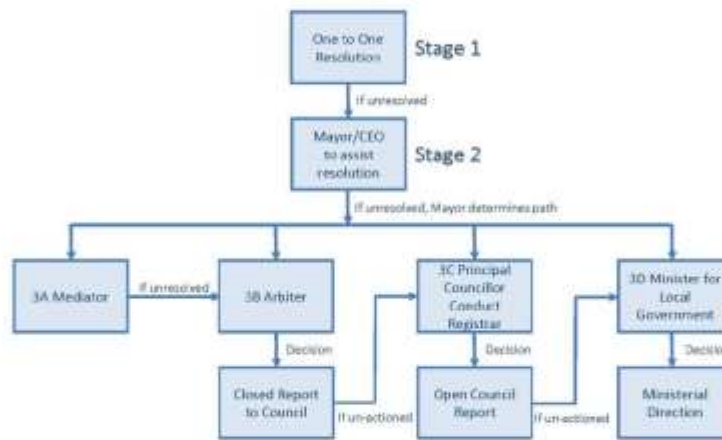 One to One
Resolution
Stage 1
If unresolved
Mayor/CEO
to assist
resolution
Stage 2
If unresolved, Mayor determines path
3A Mediator
If unresolved
3B Arbiter
3C Principal
Councillor
Conduct
Registrar
3D Minister for
Local
Government
Decision
Decision
Decision
Closed Report
to Council
If un-actioned
Open Council
Report
If un-actioned
Ministerial
Direction